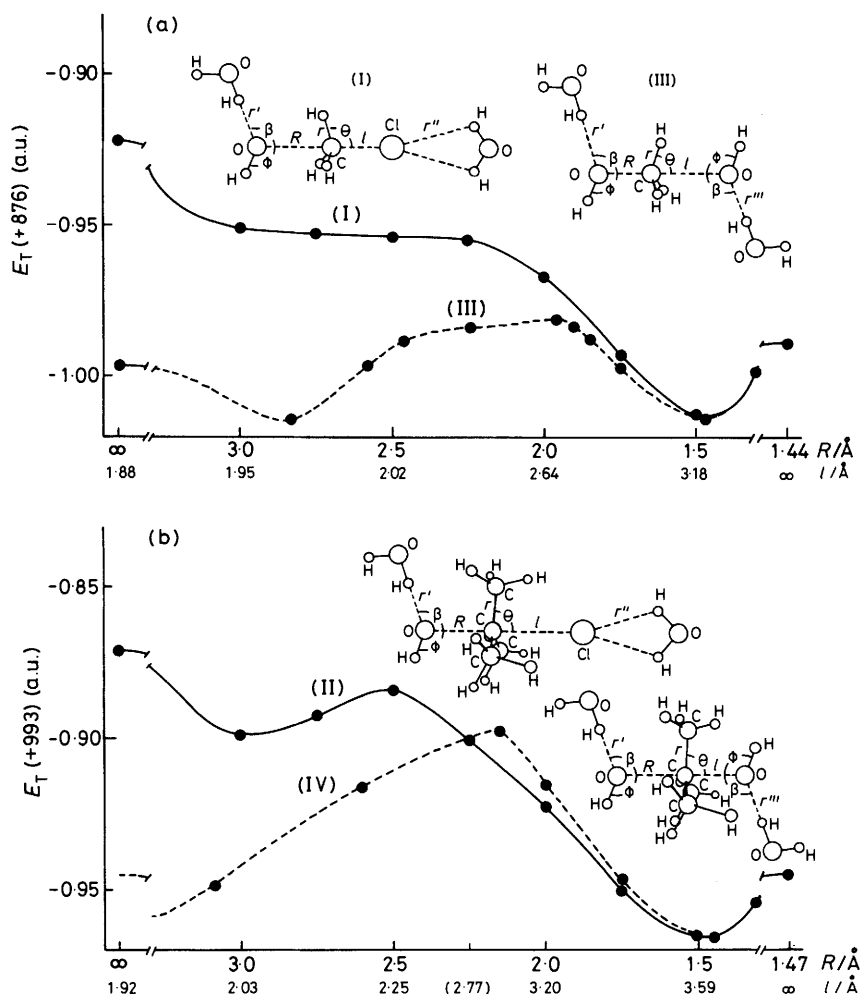 (a)
−0·90
−0·95
−1·00
E_T (+876) (a.u.)
(I)
H O
H
r'
H
β
R
r θ
l
Cl
r''
H
O
H
O
φ
H
C
(III)
H
O
H
r'
H
β
R
r θ
l
φ
H
O
φ
H
C
O
β
r'''
H
O
H
(I)
(III)
∞ 3·0 2·5 2·0 1·5 1·44 R/Å
1·88 1·95 2·02 2·64 3·18 ∞ l/Å
(b)
−0·85
−0·90
−0·95
E_T (+993) (a.u.)
H O
H
H
r'
β
O
φ
H
R
H H H
C
r
C θ
l
Cl
r''
H
O
H
H
C
C
H
H
H H
(II)
(IV)
H O
H
r'
β
O
φ
H
R
H
C
H
r
C θ l
φ
H
O
β
r'''
H
O
H
H
C
C
H
H
H
H
∞ 3·0 2·5 2·0 1·5 1·47 R/Å
1·92 2·03 2·25 (2·77) 3·20 3·59 ∞ l/Å